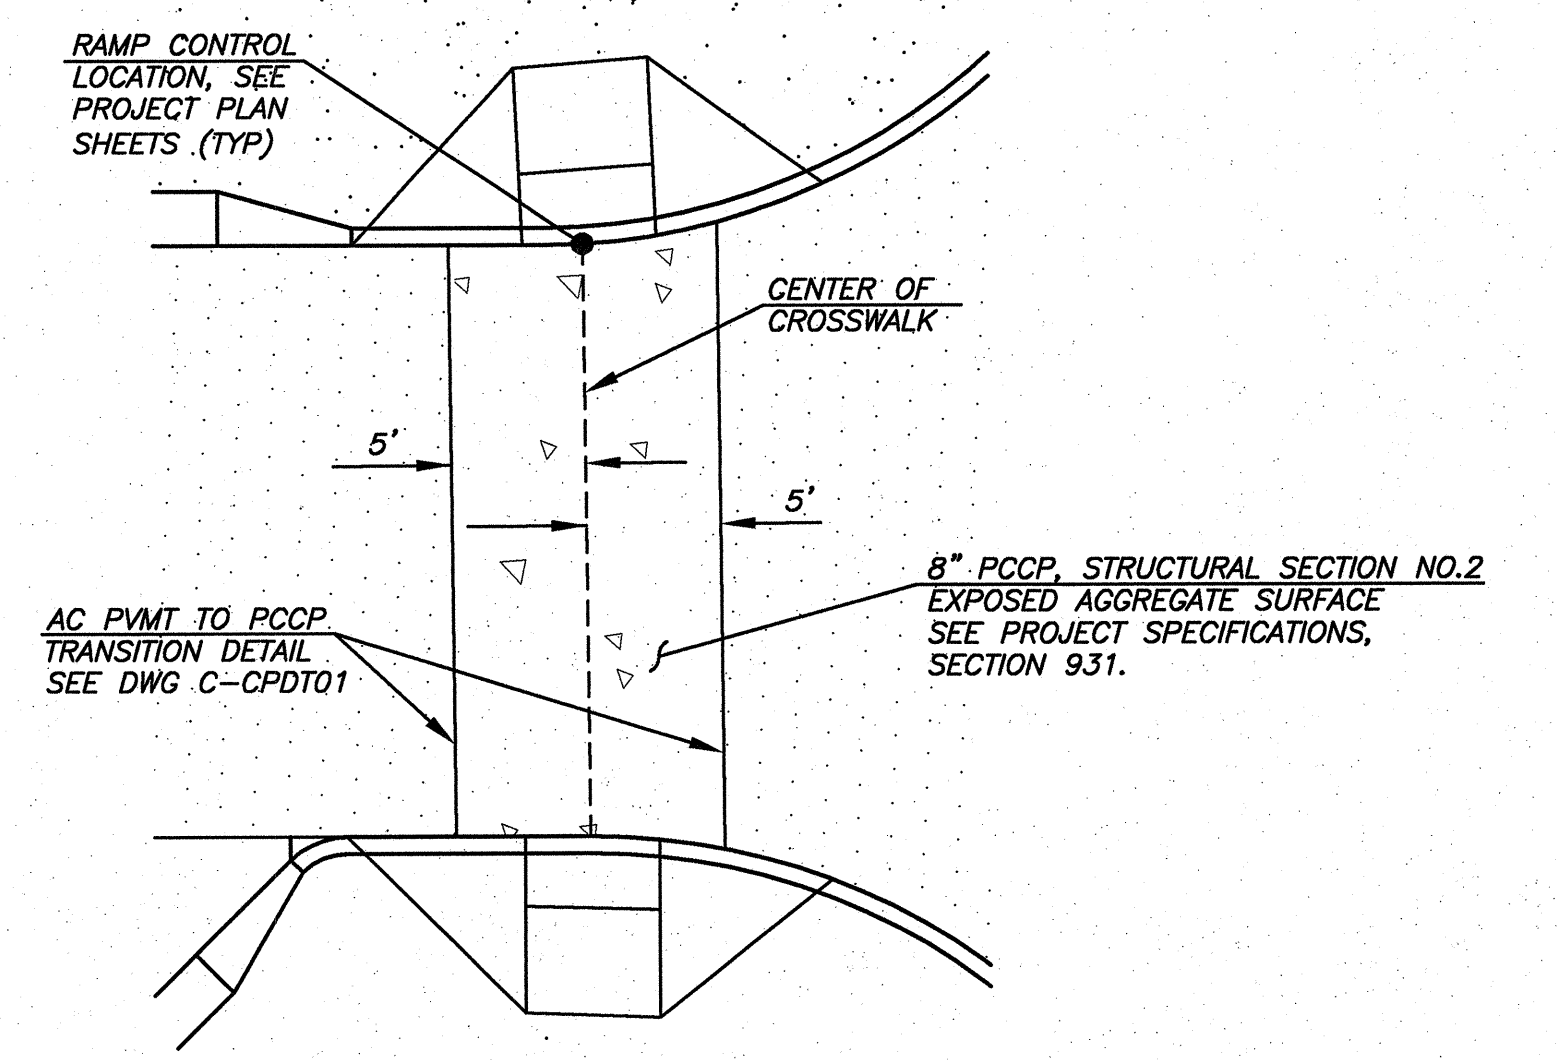 RAMP CONTROL
LOCATION, SEE
PROJECT PLAN
SHEETS (TYP)
CENTER OF
CROSSWALK
5'
5'
8" PCCP, STRUCTURAL SECTION NO.2
EXPOSED AGGREGATE SURFACE
SEE PROJECT SPECIFICATIONS,
SECTION 931.
AC PVMT TO PCCP
TRANSITION DETAIL
SEE DWG C-CPDT01